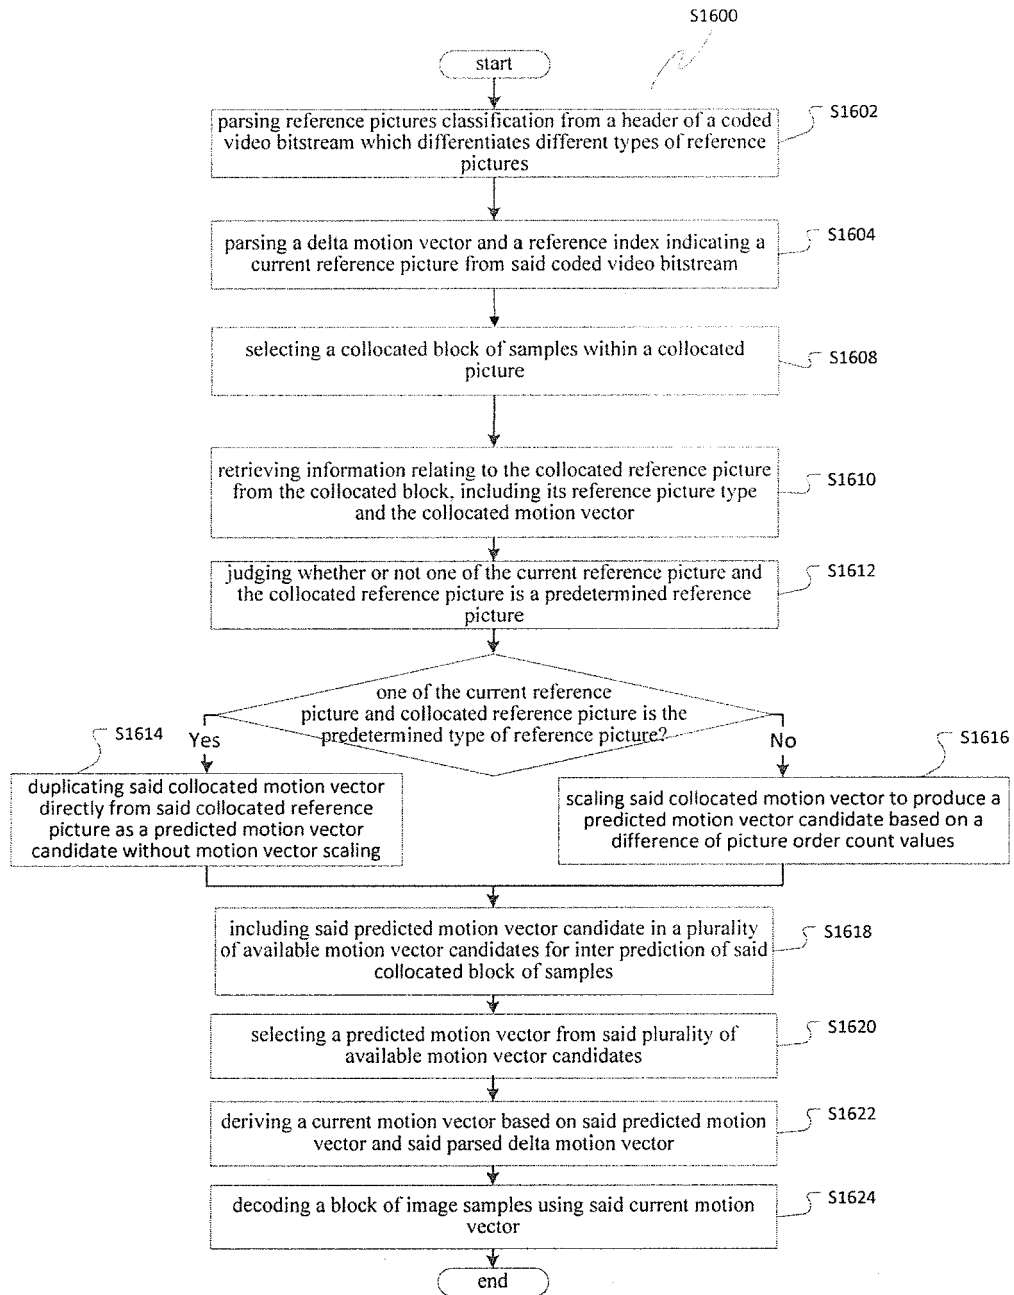 S1600
start
parsing reference pictures classification from a header of a coded
video bitstream which differentiates different types of reference
pictures
S1602
parsing a delta motion vector and a reference index indicating a
current reference picture from said coded video bitstream
S1604
selecting a collocated block of samples within a collocated
picture
S1608
retrieving information relating to the collocated reference picture
from the collocated block, including its reference picture type
and the collocated motion vector
S1610
judging whether or not one of the current reference picture and
the collocated reference picture is a predetermined reference
picture
S1612
one of the current reference
picture and collocated reference picture is the
predetermined type of reference picture?
Yes
No
S1614
duplicating said collocated motion vector
directly from said collocated reference
picture as a predicted motion vector
candidate without motion vector scaling
S1616
scaling said collocated motion vector to produce a
predicted motion vector candidate based on a
difference of picture order count values
including said predicted motion vector candidate in a plurality
of available motion vector candidates for inter prediction of said
collocated block of samples
S1618
selecting a predicted motion vector from said plurality of
available motion vector candidates
S1620
deriving a current motion vector based on said predicted motion
vector and said parsed delta motion vector
S1622
decoding a block of image samples using said current motion
vector
S1624
end